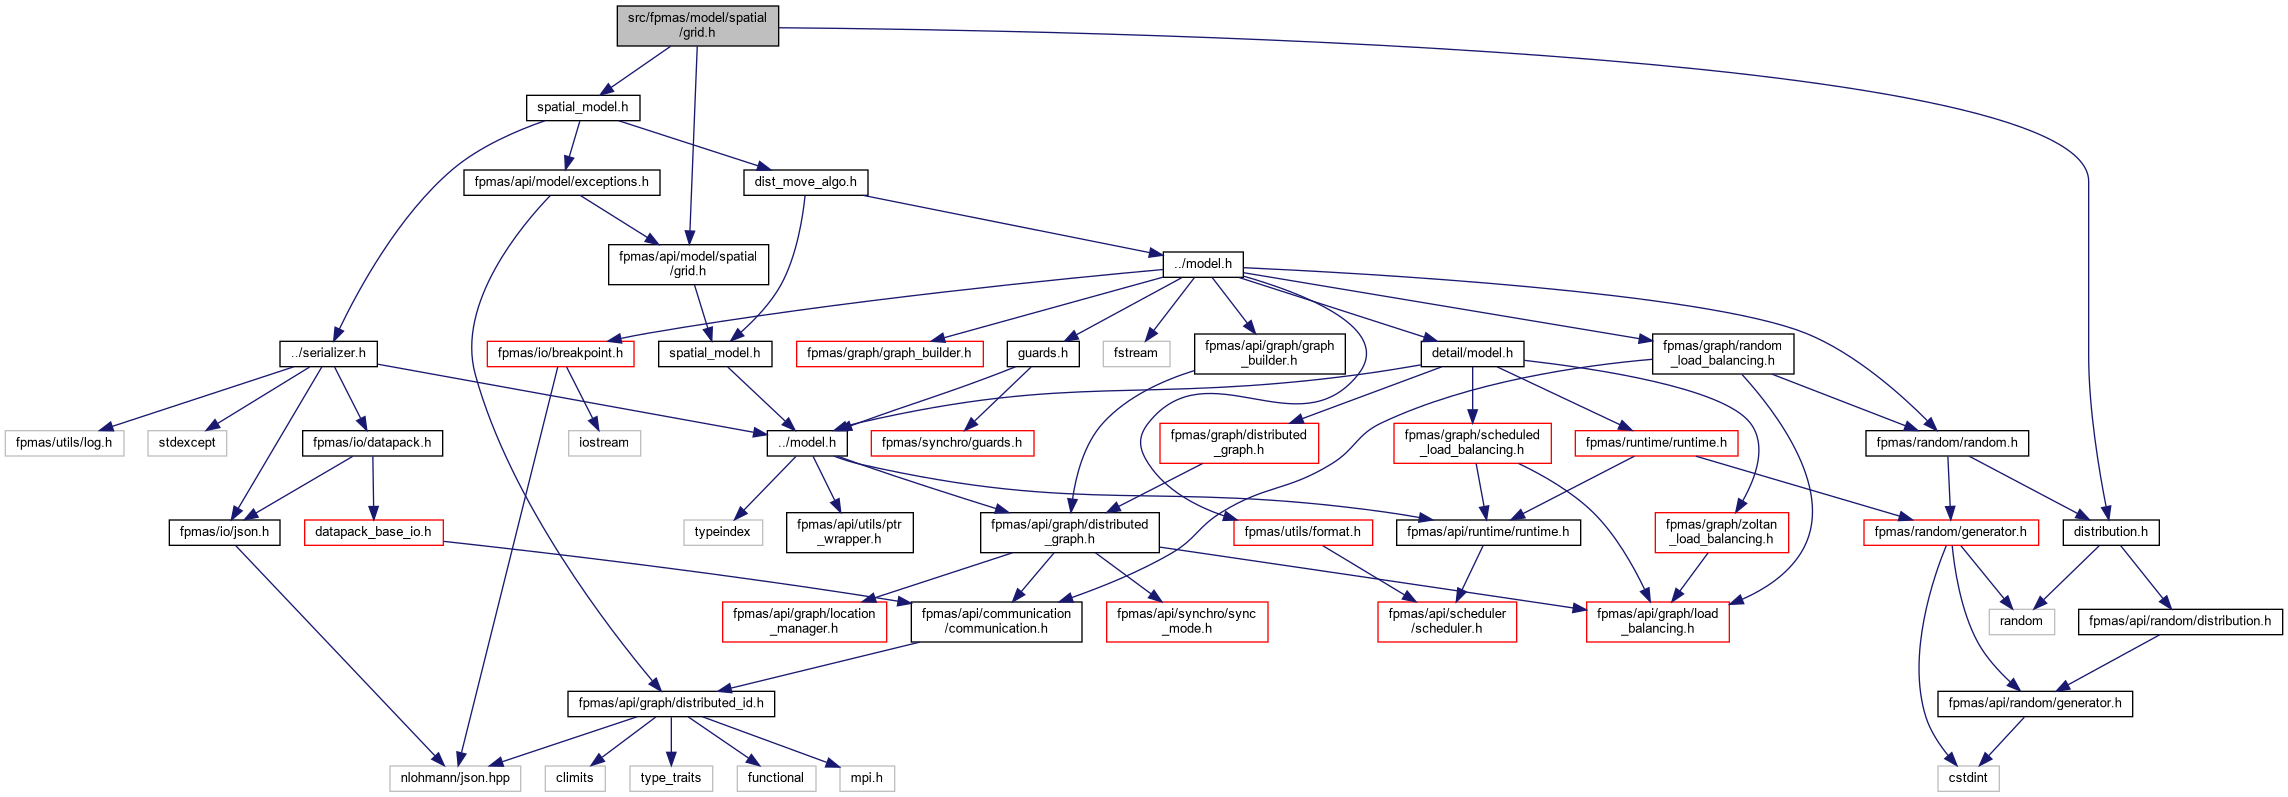 src/fpmas/model/spatial
/grid.h
spatial_model.h
fpmas/api/model/exceptions.h
dist_move_algo.h
fpmas/api/model/spatial
/grid.h
../model.h
../serializer.h
fpmas/io/breakpoint.h
spatial_model.h
fpmas/graph/graph_builder.h
guards.h
fstream
fpmas/api/graph/graph
_builder.h
detail/model.h
fpmas/graph/random
_load_balancing.h
fpmas/utils/log.h
stdexcept
fpmas/io/datapack.h
iostream
../model.h
fpmas/synchro/guards.h
fpmas/graph/distributed
_graph.h
fpmas/graph/scheduled
_load_balancing.h
fpmas/runtime/runtime.h
fpmas/random/random.h
fpmas/io/json.h
datapack_base_io.h
typeindex
fpmas/api/utils/ptr
_wrapper.h
fpmas/api/graph/distributed
_graph.h
fpmas/utils/format.h
fpmas/api/runtime/runtime.h
fpmas/graph/zoltan
_load_balancing.h
fpmas/random/generator.h
distribution.h
fpmas/api/graph/location
_manager.h
fpmas/api/communication
/communication.h
fpmas/api/synchro/sync
_mode.h
fpmas/api/scheduler
/scheduler.h
fpmas/api/graph/load
_balancing.h
random
fpmas/api/random/distribution.h
fpmas/api/graph/distributed_id.h
fpmas/api/random/generator.h
nlohmann/json.hpp
climits
type_traits
functional
mpi.h
cstdint